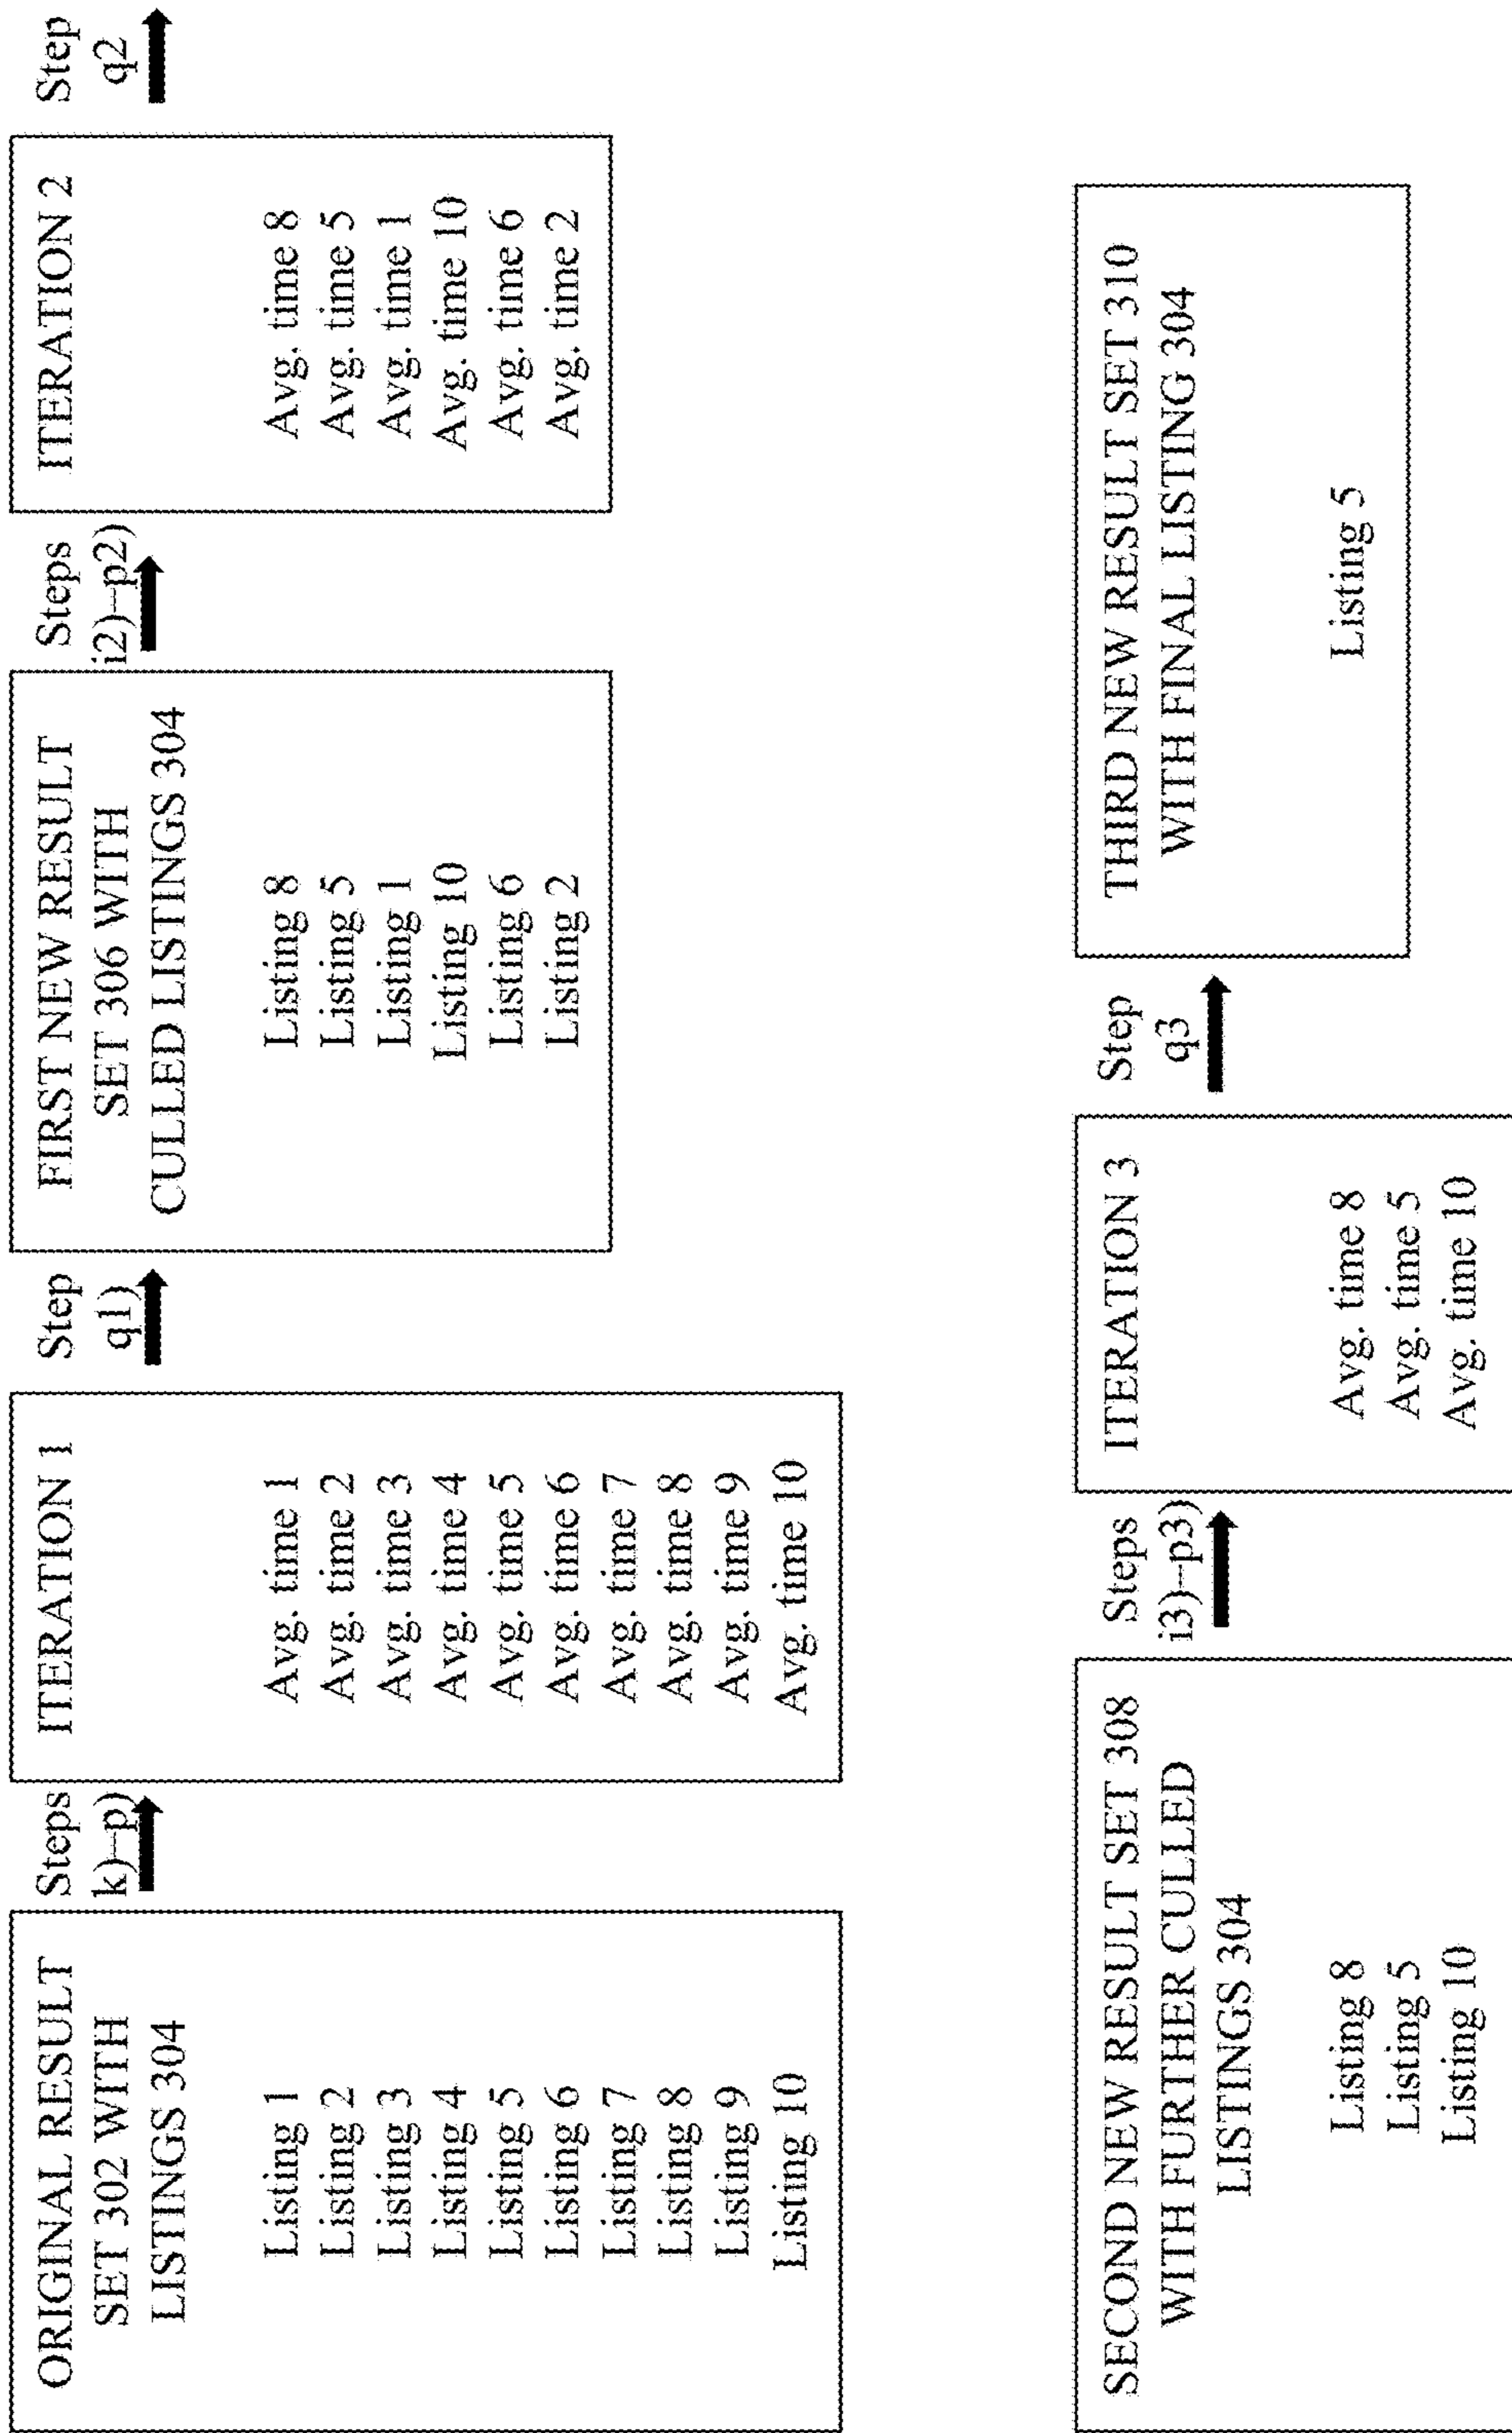 ORIGINAL RESULT
SET 302 WITH
LISTINGS 304
Listing 1
Listing 2
Listing 3
Listing 4
Listing 5
Listing 6
Listing 7
Listing 8
Listing 9
Listing 10
Steps
k)--p)
ITERATION 1
Avg. time 1
Avg. time 2
Avg. time 3
Avg. time 4
Avg. time 5
Avg. time 6
Avg. time 7
Avg. time 8
Avg. time 9
Avg. time 10
Step
q1)
FIRST NEW RESULT
SET 306 WITH
CULLED LISTINGS 304
Listing 8
Listing 5
Listing 1
Listing 10
Listing 6
Listing 2
Steps
i2)--p2)
ITERATION 2
Avg. time 8
Avg. time 5
Avg. time 1
Avg. time 10
Avg. time 6
Avg. time 2
Step
q2
SECOND NEW RESULT SET 308
WITH FURTHER CULLED
LISTINGS 304
Listing 8
Listing 5
Listing 10
Steps
i3)--p3)
ITERATION 3
Avg. time 8
Avg. time 5
Avg. time 10
Step
q3
THIRD NEW RESULT SET 310
WITH FINAL LISTING 304
Listing 5